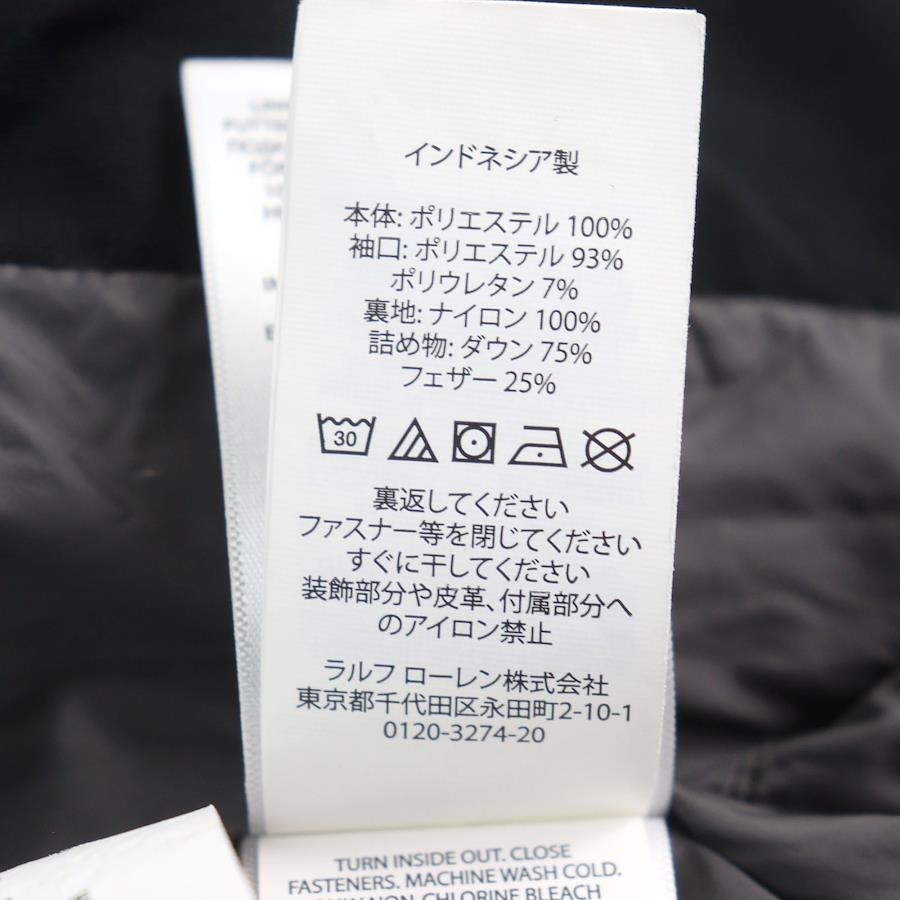 インドネシア製
本体: ポリエステル 100%
袖口: ポリエステル 93%
ポリウレタン 7%
裏地: ナイロン 100%
詰め物: ダウン 75%
フェザー 25%
30
裏返してください
ファスナー等を閉じてください
すぐに干してください
装飾部分や皮革、付属部分へ
のアイロン禁止
ラルフ ローレン株式会社
東京都千代田区永田町2-10-1
0120-3274-20
TURN INSIDE OUT. CLOSE
FASTENERS. MACHINE WASH COLD.
NON-CHLORINE BLEACH